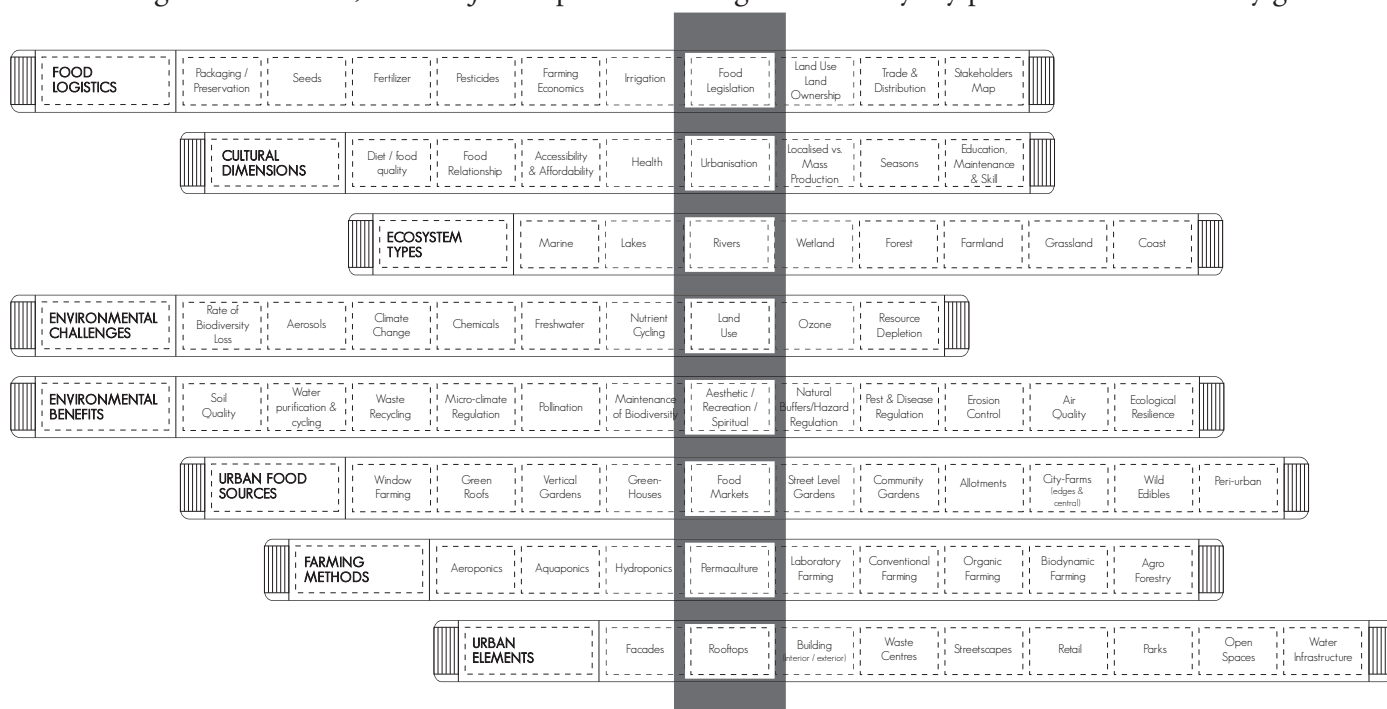 FOOD
LOGISTICS
Packaging /
Preservation
Seeds
Fertilizer
Pesticides
Farming
Economics
Irrigation
Food
Legislation
Land Use
Land
Ownership
Trade &
Distribution
Stakeholders
Map
CULTURAL
DIMENSIONS
Diet / food
quality
Food
Relationship
Accessibility
& Affordability
Health
Urbanisation
Localised vs.
Mass
Production
Seasons
Education,
Maintenance
& Skill
ECOSYSTEM
TYPES
Marine
Lakes
Rivers
Wetland
Forest
Farmland
Grassland
Coast
ENVIRONMENTAL
CHALLENGES
Rate of
Biodiversity
Loss
Aerosols
Climate
Change
Chemicals
Freshwater
Nutrient
Cycling
Land
Use
Ozone
Resource
Depletion
ENVIRONMENTAL
BENEFITS
Soil
Quality
Water
purification &
cycling
Waste
Recycling
Micro-climate
Regulation
Pollination
Maintenance
of Biodiversity
Aesthetic /
Recreation /
Spiritual
Natural
Buffers/Hazard
Regulation
Pest & Disease
Regulation
Erosion
Control
Air
Quality
Ecological
Resilience
URBAN FOOD
SOURCES
Window
Farming
Green
Roofs
Vertical
Gardens
Green-
Houses
Food
Markets
Street Level
Gardens
Community
Gardens
Allotments
City-Farms
(edges &
central)
Wild
Edibles
Peri-urban
FARMING
METHODS
Aeroponics
Aquaponics
Hydroponics
Permaculture
Laboratory
Farming
Conventional
Farming
Organic
Farming
Biodynamic
Farming
Agro
Forestry
URBAN
ELEMENTS
Facades
Rooftops
Building
(interior / exterior)
Waste
Centres
Streetscapes
Retail
Parks
Open
Spaces
Water
Infrastructure